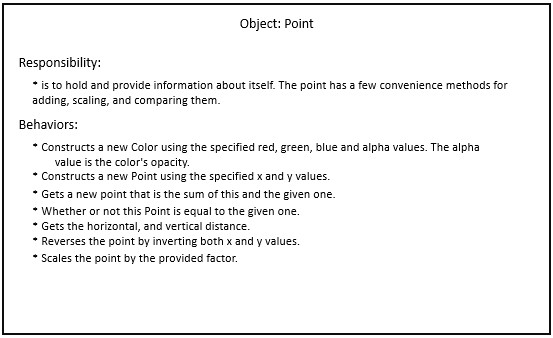 Object: Point
Responsibility:
* is to hold and provide information about itself. The point has a few convenience methods for
adding, scaling, and comparing them.
Behaviors:
* Constructs a new Color using the specified red, green, blue and alpha values. The alpha
value is the color's opacity.
* Constructs a new Point using the specified x and y values.
* Gets a new point that is the sum of this and the given one.
* Whether or not this Point is equal to the given one.
* Gets the horizontal, and vertical distance.
* Reverses the point by inverting both x and y values.
* Scales the point by the provided factor.